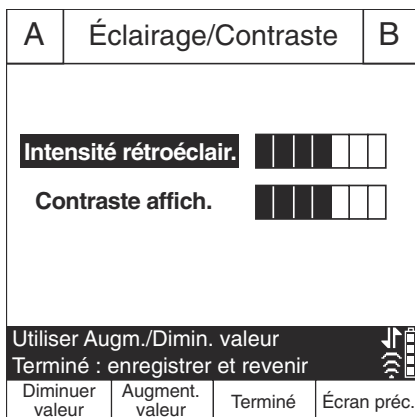 A Éclairage/Contraste B
Intensité rétroéclair.
Contraste affich.
Utiliser Augm./Dimin. valeur
Terminé : enregistrer et revenir
Diminuer valeur
Augment. valeur
Terminé
Écran préc.